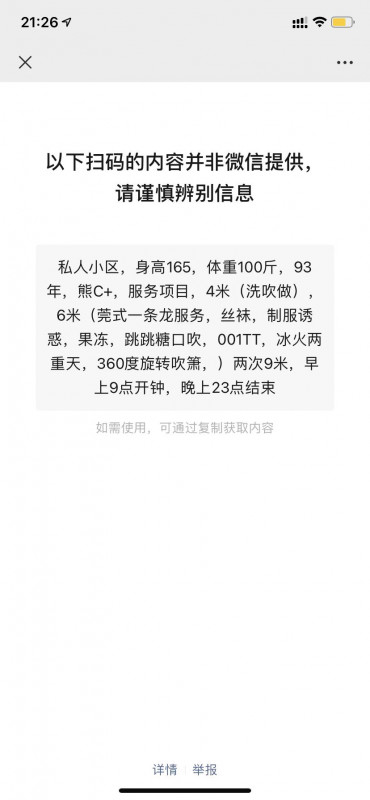 21:26
以下扫码的内容并非微信提供，
请谨慎辨别信息
私人小区，身高165，体重100斤，93
年，熊C+，服务项目，4米（洗吹做），
6米（莞式一条龙服务，丝袜，制服诱
惑，果冻，跳跳糖口吹，001TT，冰火两
重天，360度旋转吹箫，）两次9米，早
上9点开钟，晚上23点结束
如需使用，可通过复制获取内容
详情 举报